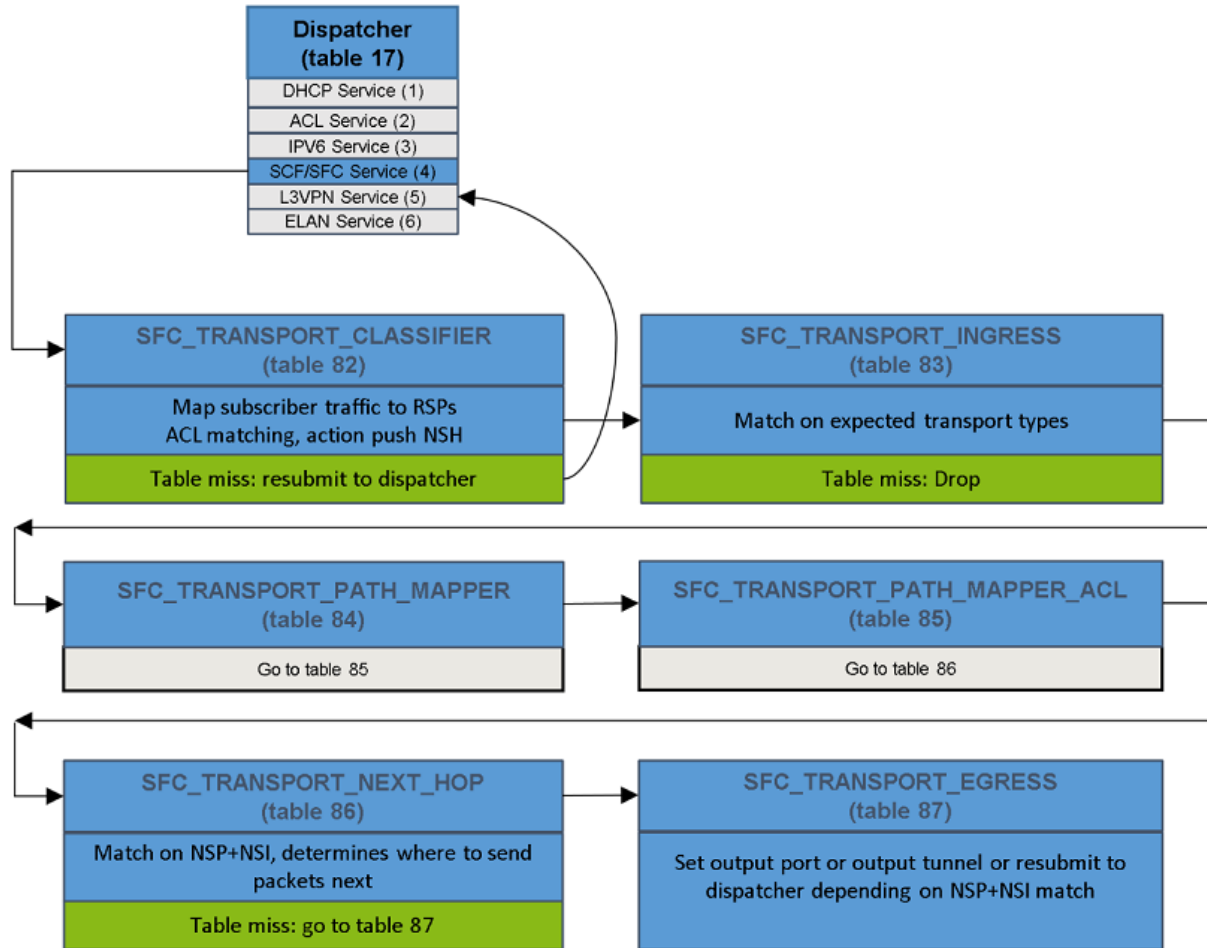 Dispatcher
(table 17)
DHCP Service (1)
ACL Service (2)
IPV6 Service (3)
SCF/SFC Service (4)
L3VPN Service (5)
ELAN Service (6)
SFC_TRANSPORT_CLASSIFIER
(table 82)
Map subscriber traffic to RSPs
ACL matching, action push NSH
Table miss: resubmit to dispatcher
SFC_TRANSPORT_INGRESS
(table 83)
Match on expected transport types
Table miss: Drop
SFC_TRANSPORT_PATH_MAPPER
(table 84)
Go to table 85
SFC_TRANSPORT_PATH_MAPPER_ACL
(table 85)
Go to table 86
SFC_TRANSPORT_NEXT_HOP
(table 86)
Match on NSP+NSI, determines where to send
packets next
Table miss: go to table 87
SFC_TRANSPORT_EGRESS
(table 87)
Set output port or output tunnel or resubmit to
dispatcher depending on NSP+NSI match